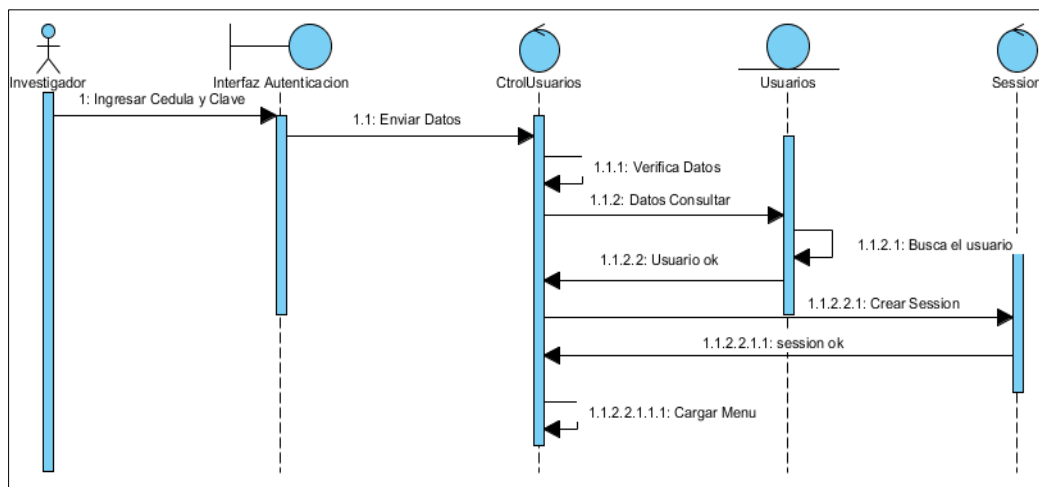 Investigador
Interfaz Autenticacion
CtrolUsuarios
Usuarios
Session
1: Ingresar Cedula y Clave
1.1: Enviar Datos
1.1.1: Verifica Datos
1.1.2: Datos Consultar
1.1.2.1: Busca el usuario
1.1.2.2: Usuario ok
1.1.2.2.1: Crear Session
1.1.2.2.1.1: session ok
1.1.2.2.1.1.1: Cargar Menu